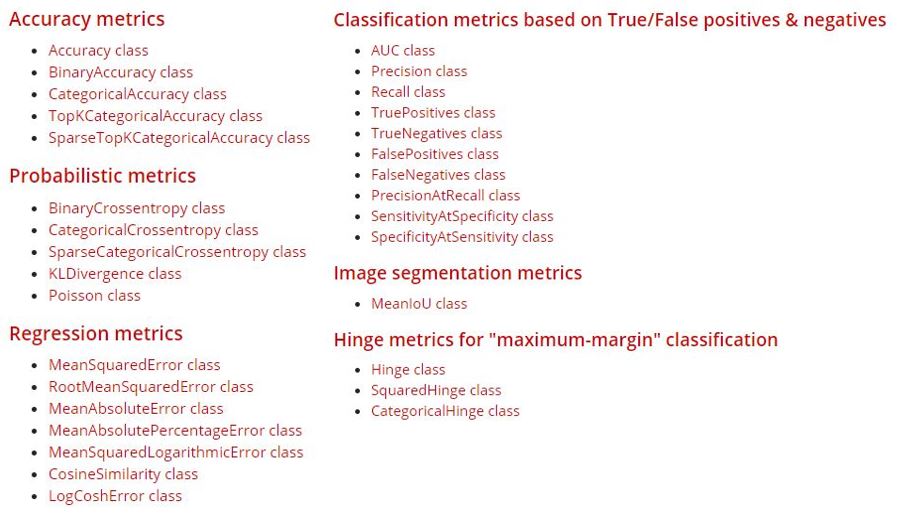 Accuracy metrics
Accuracy class
BinaryAccuracy class
CategoricalAccuracy class
TopKCategoricalAccuracy class
SparseTopKCategoricalAccuracy class
Probabilistic metrics
BinaryCrossentropy class
CategoricalCrossentropy class
SparseCategoricalCrossentropy class
KLDivergence class
Poisson class
Regression metrics
MeanSquaredError class
RootMeanSquaredError class
MeanAbsoluteError class
MeanAbsolutePercentageError class
MeanSquaredLogarithmicError class
CosineSimilarity class
LogCoshError class
Classification metrics based on True/False positives & negatives
AUC class
Precision class
Recall class
TruePositives class
TrueNegatives class
FalsePositives class
FalseNegatives class
PrecisionAtRecall class
SensitivityAtSpecificity class
SpecificityAtSensitivity class
Image segmentation metrics
MeanIoU class
Hinge metrics for "maximum-margin" classification
Hinge class
SquaredHinge class
CategoricalHinge class